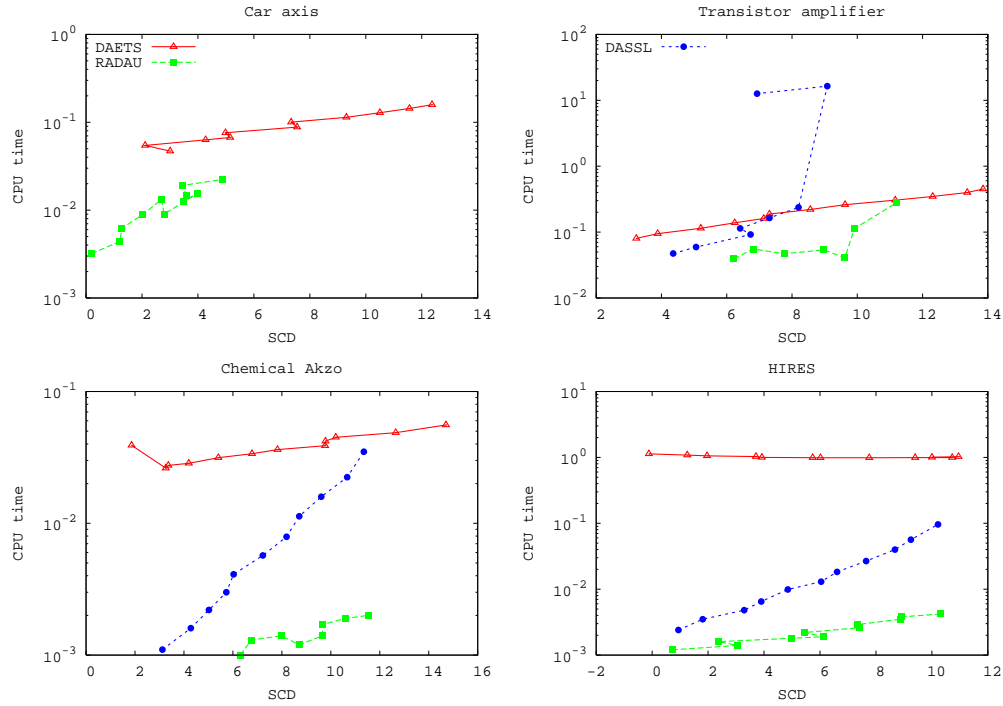 Car axis
DAETS
RADAU
10^0
10^-1
10^-2
10^-3
CPU time
0 2 4 6 8 10 12 14
SCD
Transistor amplifier
DASSL
10^2
10^1
10^0
10^-1
10^-2
CPU time
2 4 6 8 10 12 14
SCD
Chemical Akzo
10^-1
10^-2
10^-3
CPU time
0 2 4 6 8 10 12 14 16
SCD
HIRES
10^1
10^0
10^-1
10^-2
10^-3
CPU time
-2 0 2 4 6 8 10 12
SCD